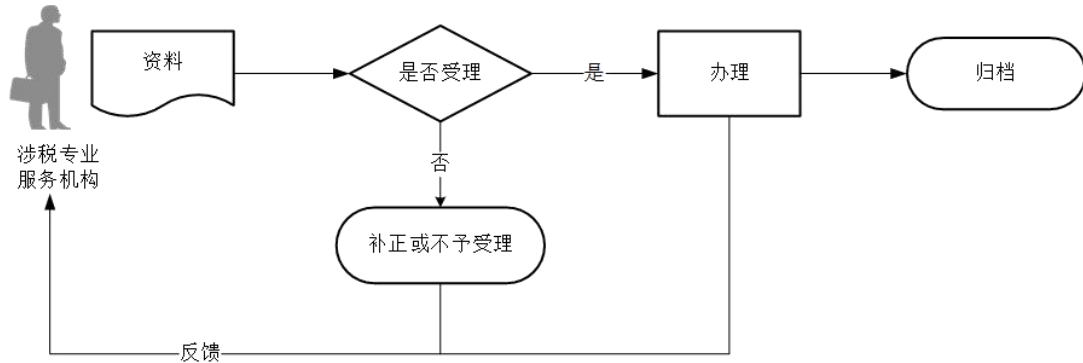 资料
是否受理
是
办理
归档
涉税专业
服务机构
否
补正或不予受理
反馈